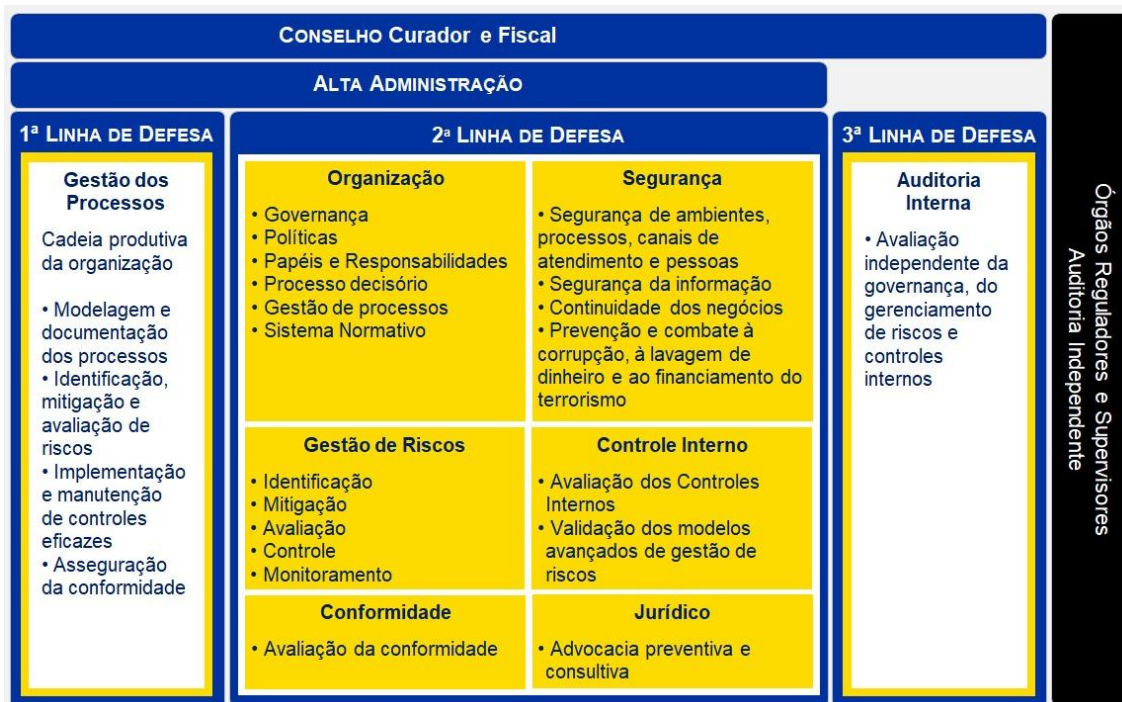 CONSELHO CURADOR E FISCAL
ALTA ADMINISTRAÇÃO
1ª LINHA DE DEFESA
Gestão dos
Processos
Cadeia produtiva
da organização
• Modelagem e
documentação
dos processos
• Identificação,
mitigação e
avaliação de
riscos
• Implementação
e manutenção
de controles
eficazes
• Asseguração
da conformidade
2ª LINHA DE DEFESA
Organização
• Governança
• Políticas
• Papéis e Responsabilidades
• Processo decisório
• Gestão de processos
• Sistema Normativo
Segurança
• Segurança de ambientes,
processos, canais de
atendimento e pessoas
• Segurança da informação
• Continuidade dos negócios
• Prevenção e combate à
corrupção, à lavagem de
dinheiro e ao financiamento do
terrorismo
Gestão de Riscos
• Identificação
• Mitigação
• Avaliação
• Controle
• Monitoramento
Controle Interno
• Avaliação dos Controles
Internos
• Validação dos modelos
avançados de gestão de
riscos
Conformidade
• Avaliação da conformidade
Jurídico
• Advocacia preventiva e
consultiva
3ª LINHA DE DEFESA
Auditoria
Interna
• Avaliação
independente da
governança, do
gerenciamento
de riscos e
controles
internos
Órgãos Reguladores e Supervisores
Auditoria Independente